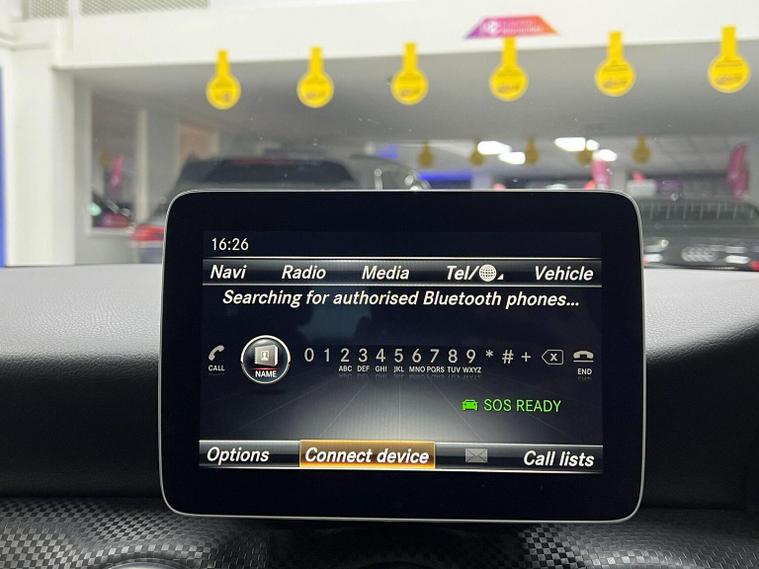 16:26
Navi Radio Media Tel/ Vehicle
Searching for authorised Bluetooth phones...
0 1 2 3 4 5 6 7 8 9 * # +
CALL NAME ABC DEF GHI JKL MNO PQRS TUV WXYZ END
SOS READY
Options Connect device Call lists